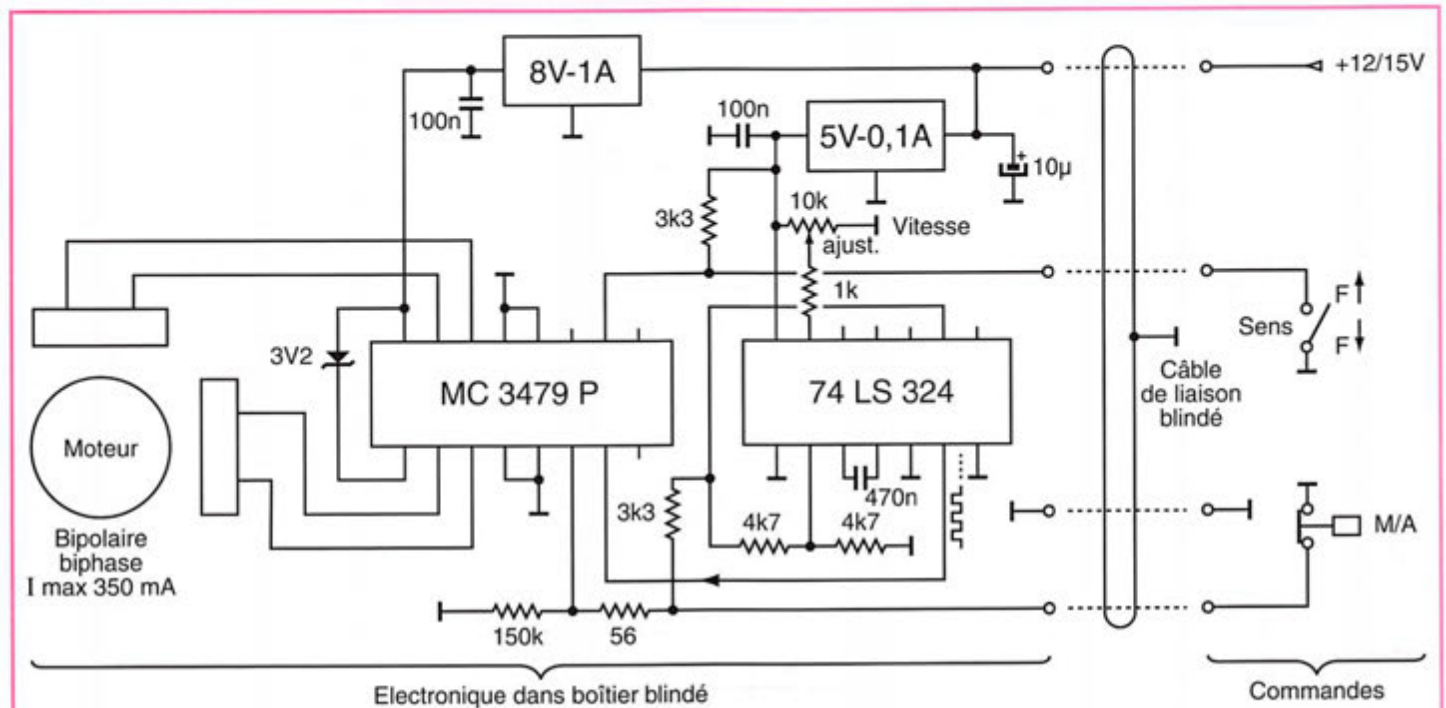 8V-1A
+12/15V
100n
100n
5V-0,1A
+
10µ
3k3
10k
Vitesse
ajust.
1k
F
Sens
F
3V2
MC 3479 P
74 LS 324
Câble
de liaison
blindé
Moteur
470n
3k3
4k7
4k7
M/A
Bipolaire
biphase
I max 350 mA
150k
56
Electronique dans boîtier blindé
Commandes